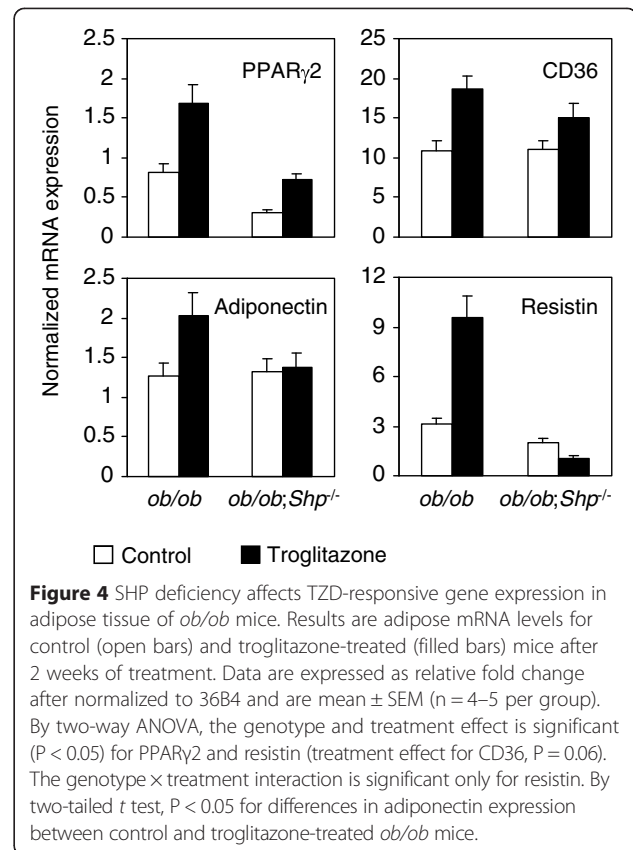 2.5
2
1.5
1
0.5
0
PPARγ2
25
20
15
10
5
0
CD36
Normalized mRNA expression
2.5
2
1.5
1
0.5
0
Adiponectin
12
9
6
3
0
Resistin
ob/ob ob/ob;Shp-/- ob/ob ob/ob;Shp-/-
Control Troglitazone
Figure 4 SHP deficiency affects TZD-responsive gene expression in
adipose tissue of ob/ob mice. Results are adipose mRNA levels for
control (open bars) and troglitazone-treated (filled bars) mice after
2 weeks of treatment. Data are expressed as relative fold change
after normalized to 36B4 and are mean ± SEM (n = 4–5 per group).
By two-way ANOVA, the genotype and treatment effect is significant
(P < 0.05) for PPARγ2 and resistin (treatment effect for CD36, P = 0.06).
The genotype × treatment interaction is significant only for resistin. By
two-tailed t test, P < 0.05 for differences in adiponectin expression
between control and troglitazone-treated ob/ob mice.